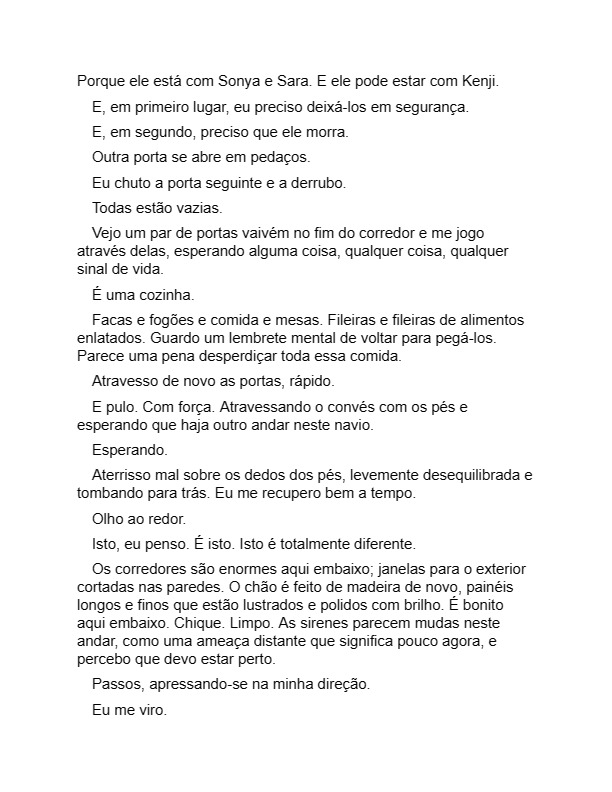 Porque ele está com Sonya e Sara. E ele pode estar com Kenji.
E, em primeiro lugar, eu preciso deixá-los em segurança.
E, em segundo, preciso que ele morra.
Outra porta se abre em pedaços.
Eu chuto a porta seguinte e a derrubo.
Todas estão vazias.
Vejo um par de portas vaivém no fim do corredor e me jogo
através delas, esperando alguma coisa, qualquer coisa, qualquer
sinal de vida.
É uma cozinha.
Facas e fogões e comida e mesas. Fileiras e fileiras de alimentos
enlatados. Guardo um lembrete mental de voltar para pegá-los.
Parece uma pena desperdiçar toda essa comida.
Atravesso de novo as portas, rápido.
E pulo. Com força. Atravessando o convés com os pés e
esperando que haja outro andar neste navio.
Esperando.
Aterrisso mal sobre os dedos dos pés, levemente desequilibrada e
tombando para trás. Eu me recupero bem a tempo.
Olho ao redor.
Isto, eu penso. É isto. Isto é totalmente diferente.
Os corredores são enormes aqui embaixo; janelas para o exterior
cortadas nas paredes. O chão é feito de madeira de novo, painéis
longos e finos que estão lustrados e polidos com brilho. É bonito
aqui embaixo. Chique. Limpo. As sirenes parecem mudas neste
andar, como uma ameaça distante que significa pouco agora, e
percebo que devo estar perto.
Passos, apressando-se na minha direção.
Eu me viro.